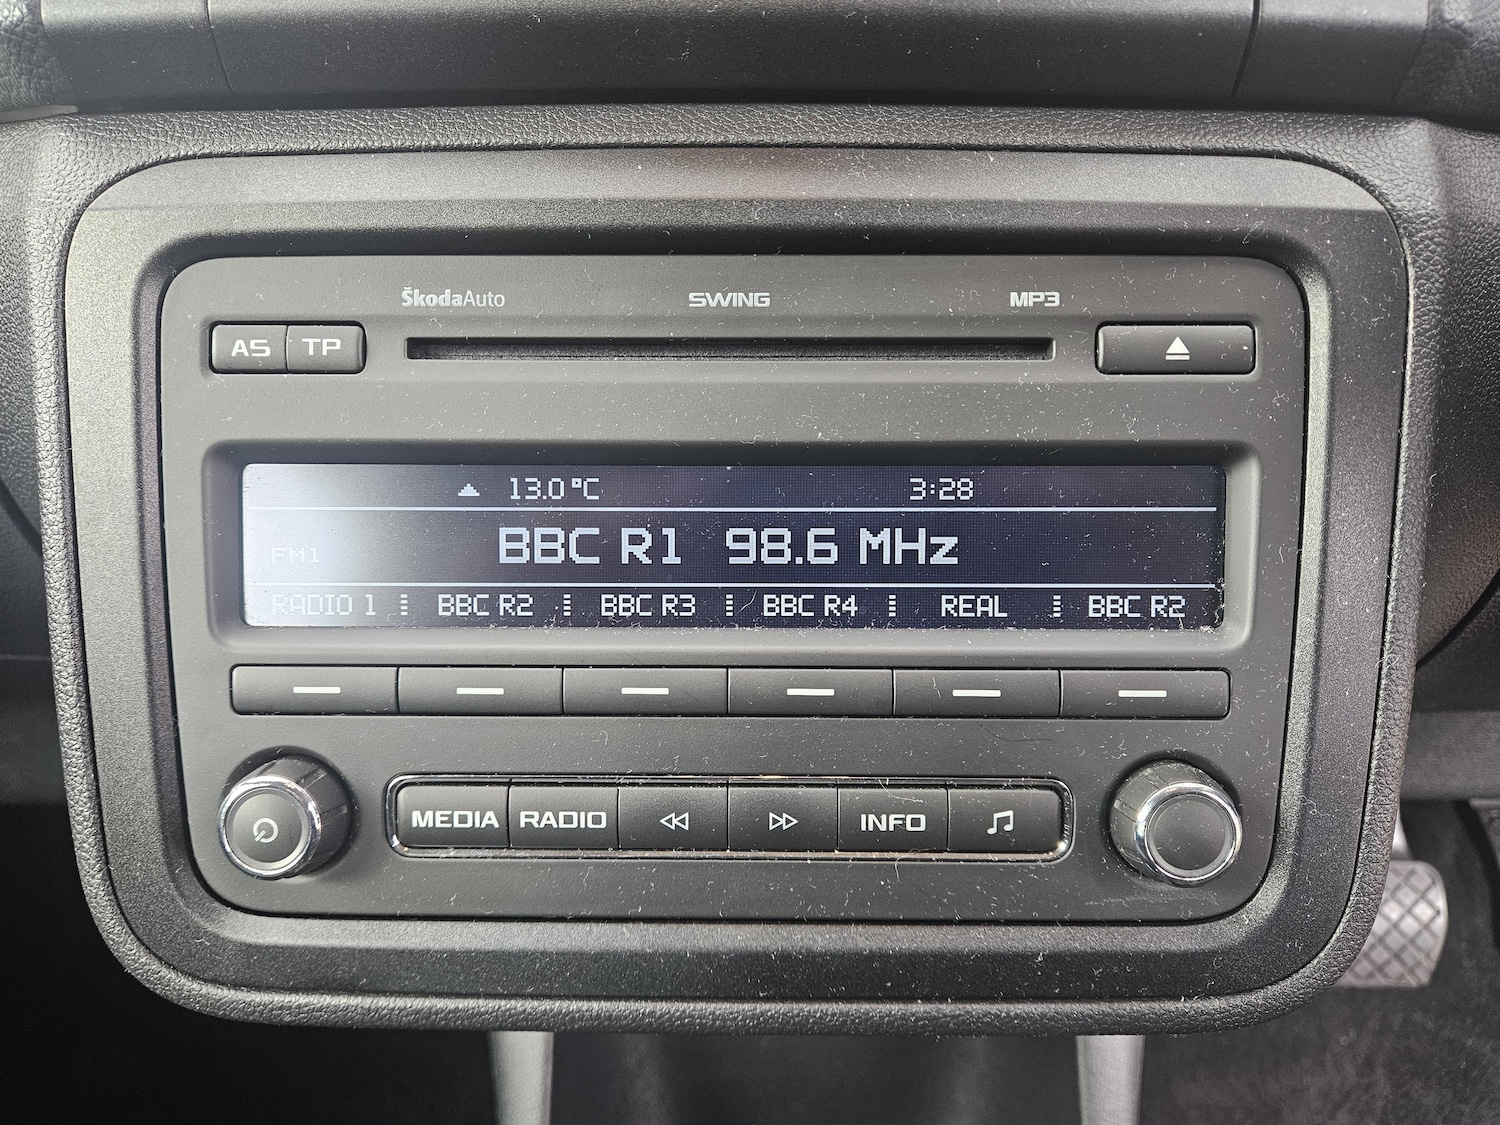 ŠkodaAuto SWING MP3
AS TP
13.0°C 3:28
FM1 BBC R1 98.6 MHz
RADIO 1 BBC R2 BBC R3 BBC R4 REAL BBC R2
MEDIA RADIO INFO